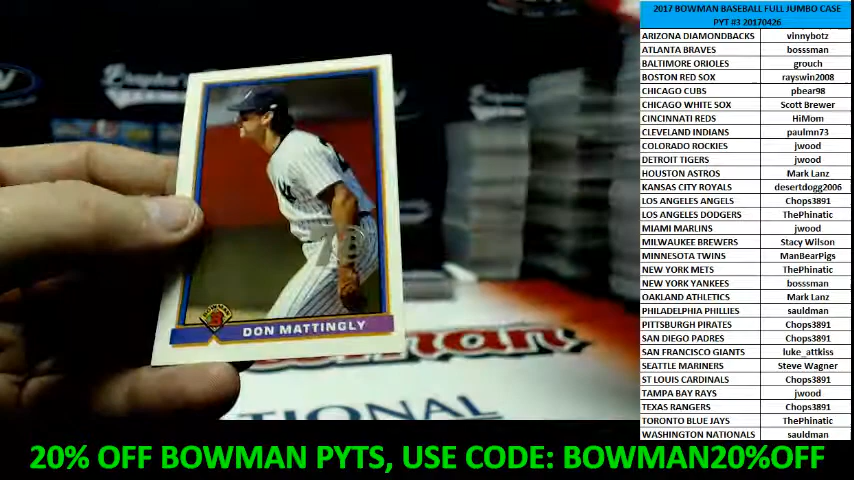 2017 BOWMAN BASEBALL FULL JUMBO CASE
PYT #3 20170426
ARIZONA DIAMONDBACKS vinnybotz
ATLANTA BRAVES bosssman
BALTIMORE ORIOLES grouch
BOSTON RED SOX rayswin2008
CHICAGO CUBS pbear98
CHICAGO WHITE SOX Scott Brewer
CINCINNATI REDS HiMom
CLEVELAND INDIANS paulmn73
COLORADO ROCKIES jwood
DETROIT TIGERS jwood
HOUSTON ASTROS Mark Lanz
KANSAS CITY ROYALS desertdogg2006
LOS ANGELES ANGELS Chops3891
LOS ANGELES DODGERS ThePhinatic
MIAMI MARLINS jwood
MILWAUKEE BREWERS Stacy Wilson
MINNESOTA TWINS ManBearPigs
NEW YORK METS ThePhinatic
NEW YORK YANKEES bosssman
OAKLAND ATHLETICS Mark Lanz
PHILADELPHIA PHILLIES sauldman
PITTSBURGH PIRATES Chops3891
SAN DIEGO PADRES Chops3891
SAN FRANCISCO GIANTS luke_attkiss
SEATTLE MARINERS Steve Wagner
ST LOUIS CARDINALS Chops3891
TAMPA BAY RAYS jwood
TEXAS RANGERS Chops3891
TORONTO BLUE JAYS ThePhinatic
WASHINGTON NATIONALS sauldman
BOWMAN
B
DON MATTINGLY
20% OFF BOWMAN PYTS, USE CODE: BOWMAN20%OFF